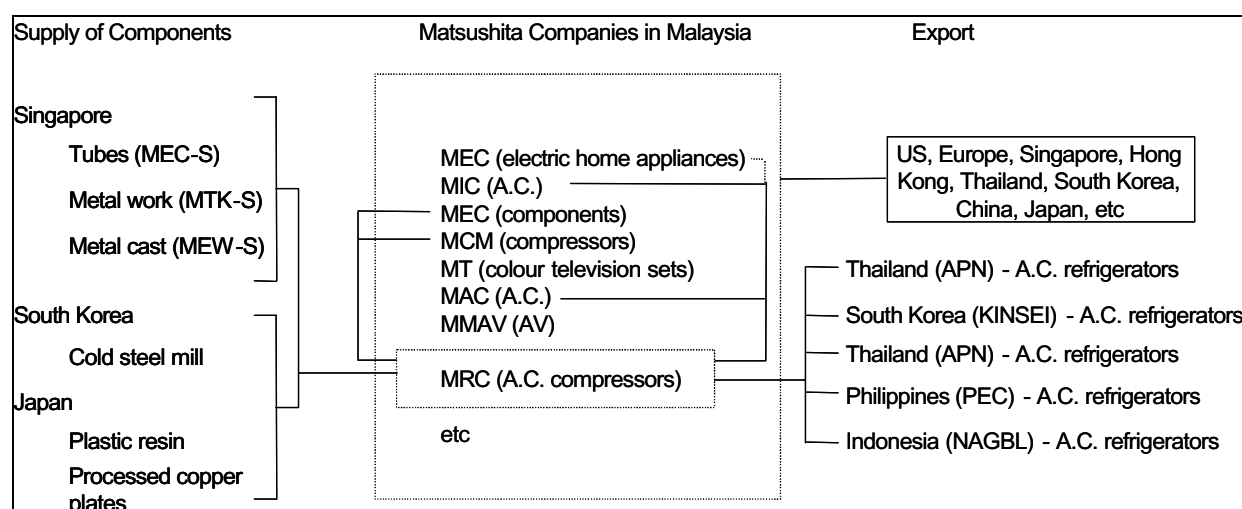 Supply of Components
Matsushita Companies in Malaysia
Export
Singapore
Tubes (MEC-S)
Metal work (MTK-S)
Metal cast (MEW-S)
South Korea
Cold steel mill
Japan
Plastic resin
Processed copper
plates
MEC (electric home appliances)
MIC (A.C.)
MEC (components)
MCM (compressors)
MT (colour television sets)
MAC (A.C.)
MMAV (AV)
MRC (A.C. compressors)
etc
US, Europe, Singapore, Hong
Kong, Thailand, South Korea,
China, Japan, etc
Thailand (APN) - A.C. refrigerators
South Korea (KINSEI) - A.C. refrigerators
Thailand (APN) - A.C. refrigerators
Philippines (PEC) - A.C. refrigerators
Indonesia (NAGBL) - A.C. refrigerators